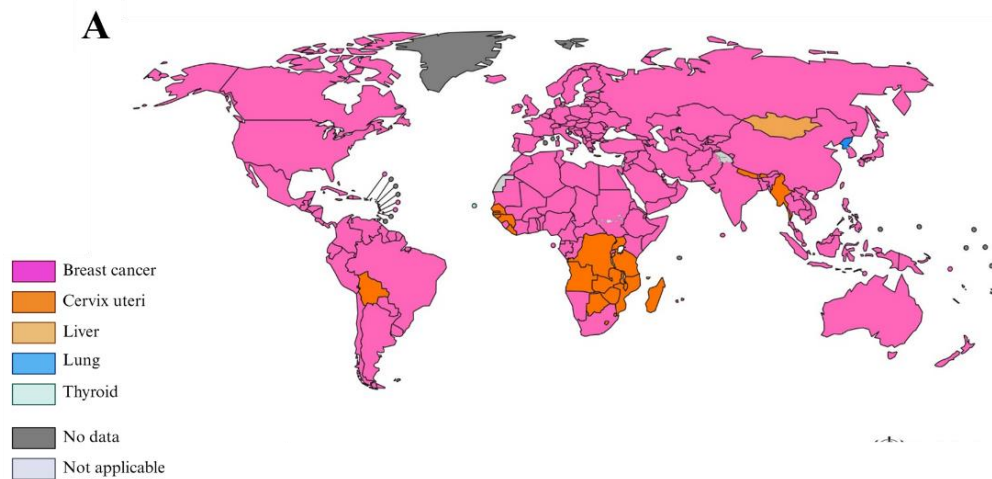 A
Breast cancer
Cervix uteri
Liver
Lung
Thyroid
No data
Not applicable